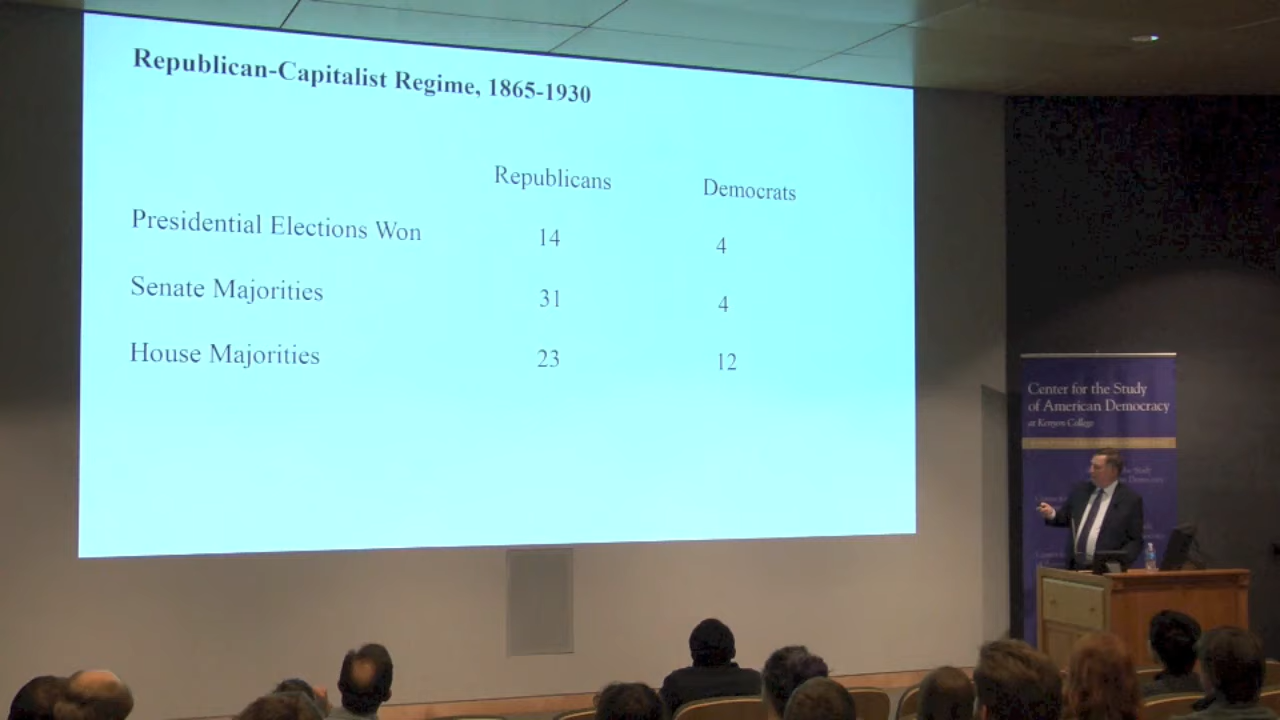 Republican-Capitalist Regime, 1865-1930
Republicans Democrats
Presidential Elections Won 14 4
Senate Majorities 31 4
House Majorities 23 12
Center for the Study
of American Democracy
at Kenyon College